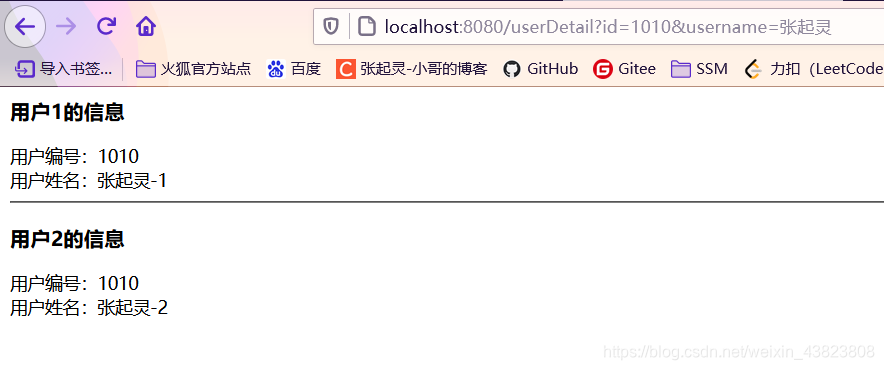 localhost:8080/userDetail?id=1010&username=张起灵
导入书签... 火狐官方站点 百度 C 张起灵-小哥的博客 GitHub G Gitee SSM 力扣（LeetCode
用户1的信息
用户编号：1010
用户姓名：张起灵-1
用户2的信息
用户编号：1010
用户姓名：张起灵-2
https://blog.csdn.net/weixin_43823808